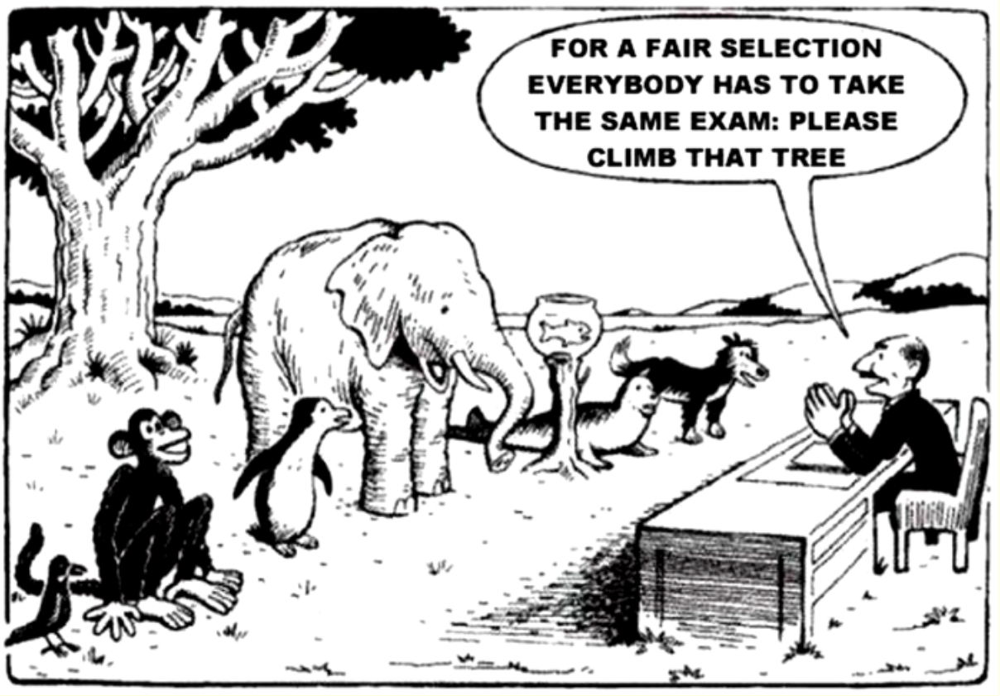 FOR A FAIR SELECTION
EVERYBODY HAS TO TAKE
THE SAME EXAM: PLEASE
CLIMB THAT TREE